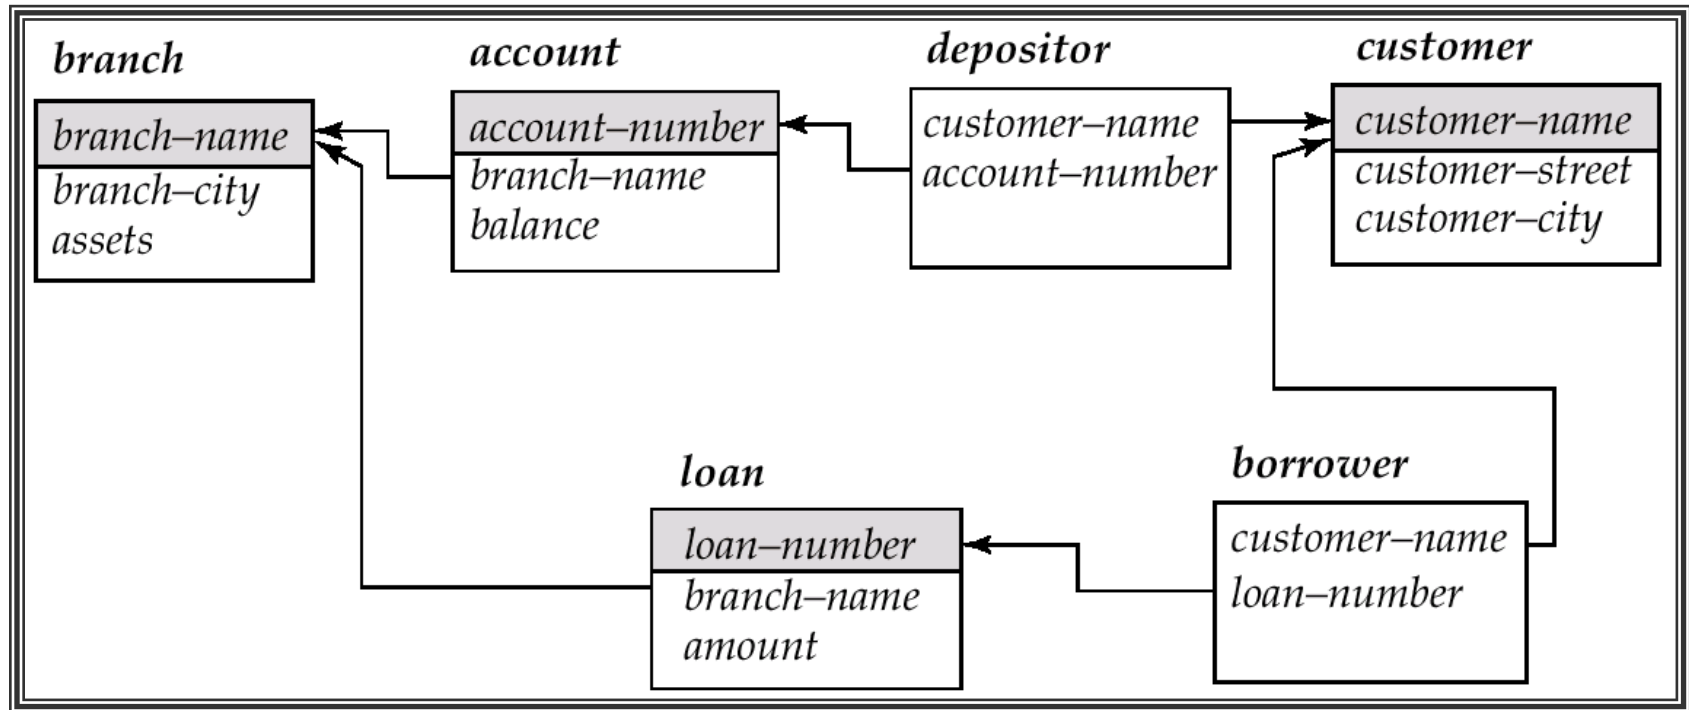 branch
branch–name
branch–city
assets
account
account–number
branch–name
balance
depositor
customer–name
account–number
customer
customer–name
customer–street
customer–city
loan
loan–number
branch–name
amount
borrower
customer–name
loan–number